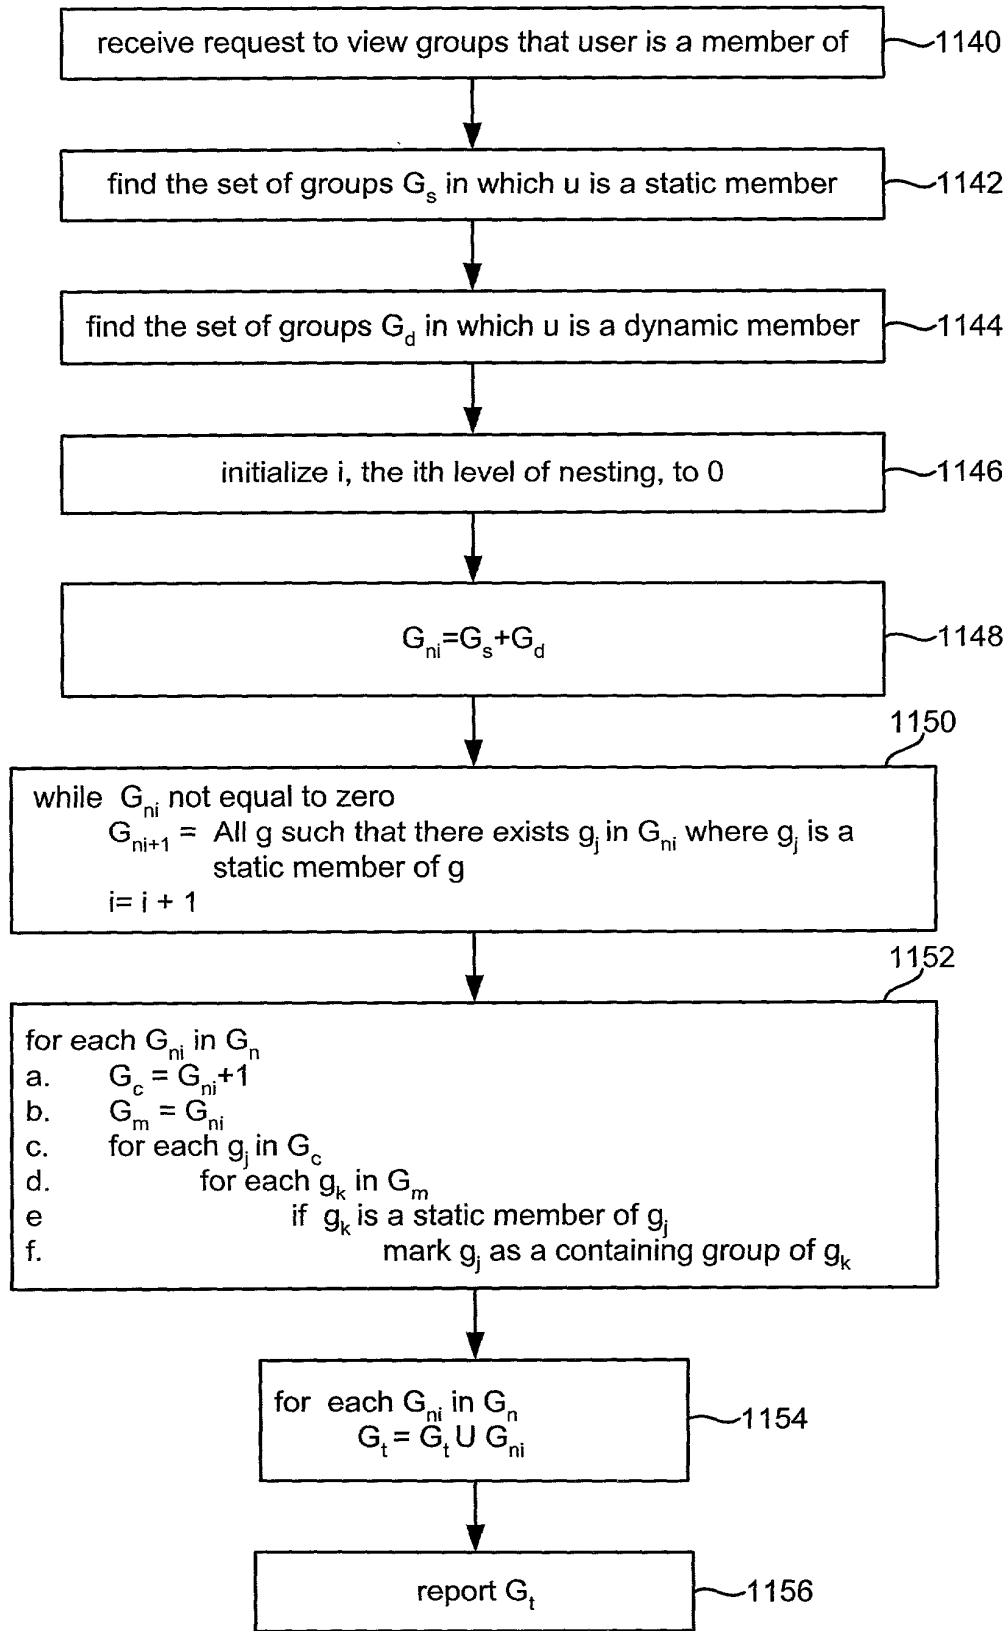 receive request to view groups that user is a member of 1140
find the set of groups Gs in which u is a static member 1142
find the set of groups Gd in which u is a dynamic member 1144
initialize i, the ith level of nesting, to 0 1146
Gni=Gs+Gd 1148
1150
while Gni not equal to zero
Gni+1 = All g such that there exists gj in Gni where gj is a
static member of g
i= i + 1
1152
for each Gni in Gn
a. Gc = Gni+1
b. Gm = Gni
c. for each gj in Gc
d. for each gk in Gm
e if gk is a static member of gj
f. mark gj as a containing group of gk
for each Gni in Gn
Gt = Gt U Gni 1154
report Gt 1156